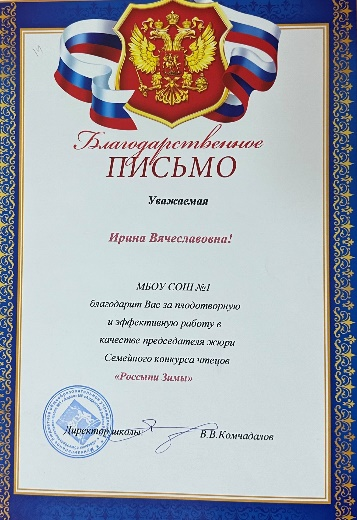 Благодарственное
ПИСЬМО
Уважаемая
Ирина Вячеславовна!
МБОУ СОШ №1
благодарит Вас за плодотворную
и эффективную работу в
качестве председателя жюри
Семейного конкурса чтецов
«Россыпи Зимы»
Директор школы В.В.Комчадалов